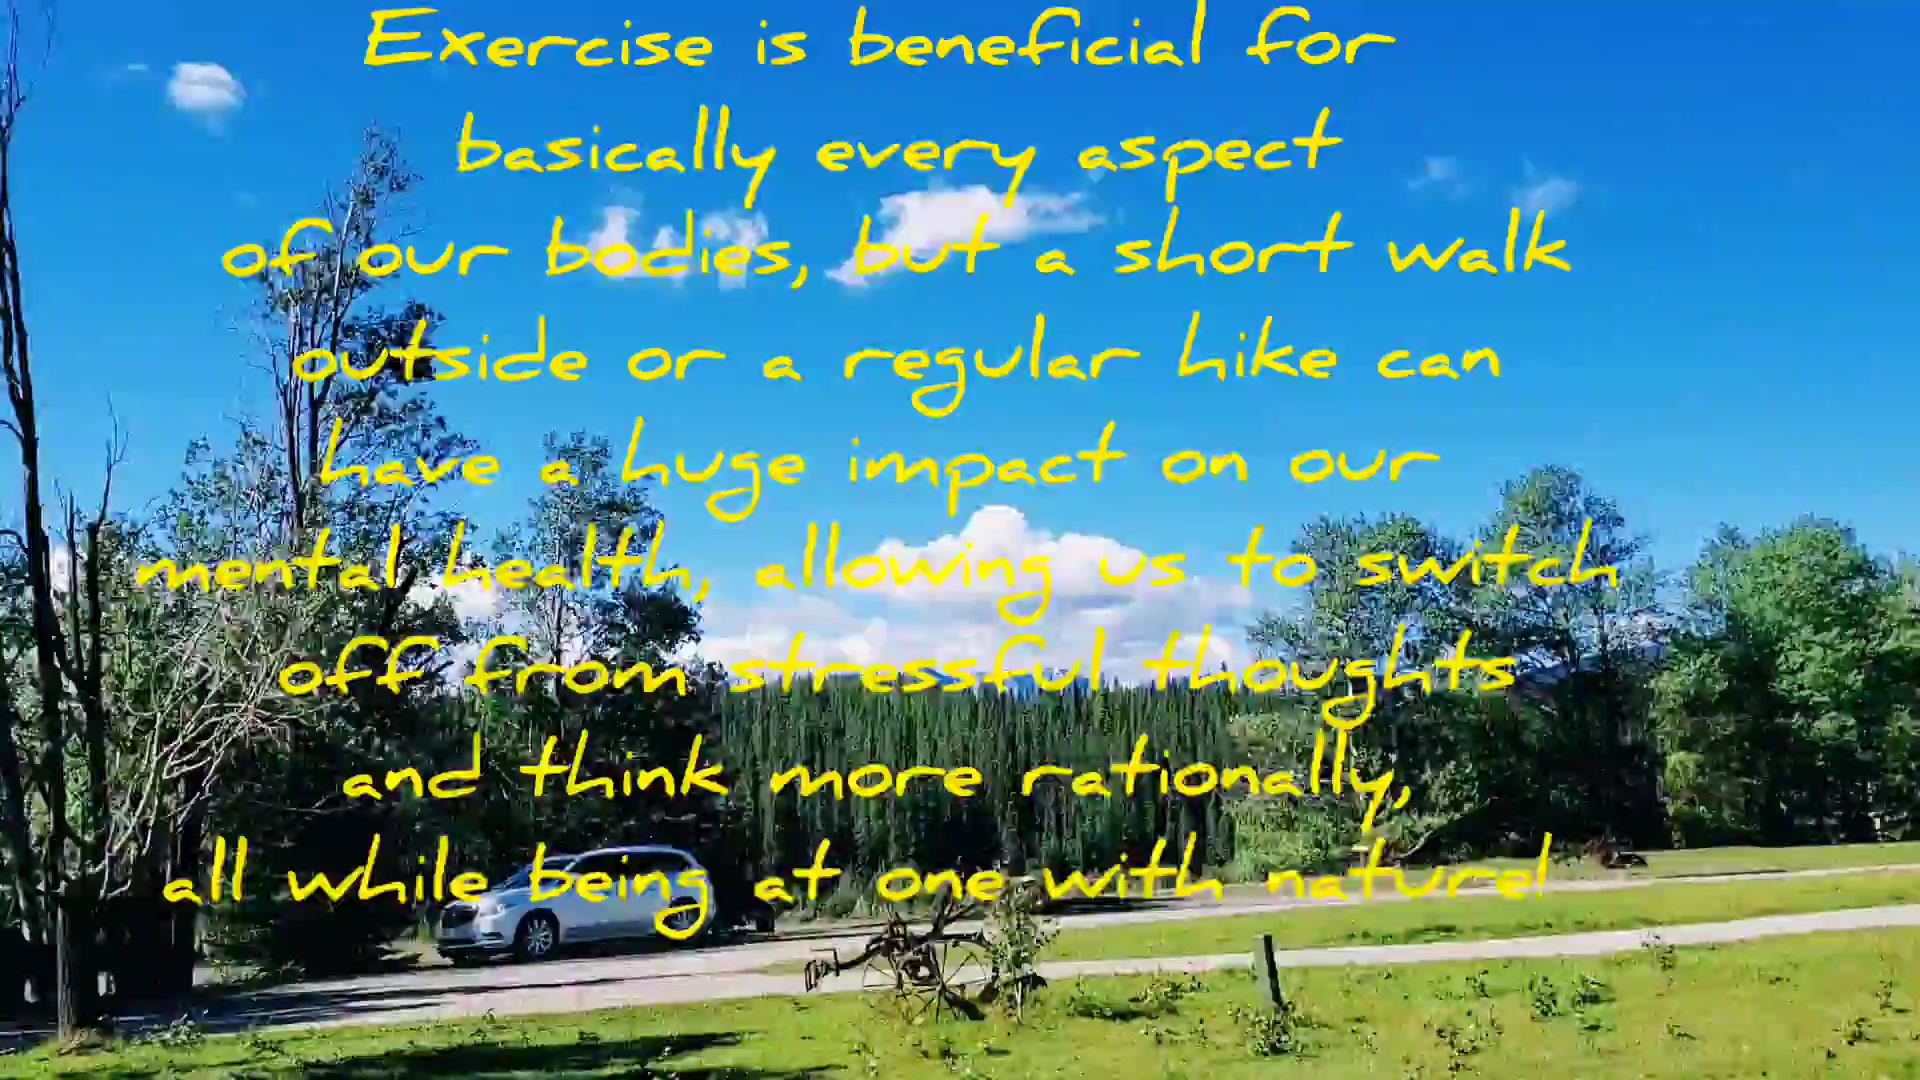 Exercise is beneficial for
basically every aspect
of our bodies, but a short walk
outside or a regular hike can
have a huge impact on our
mental health, allowing us to switch
off from stressful thoughts
and think more rationally,
all while being at one with nature!